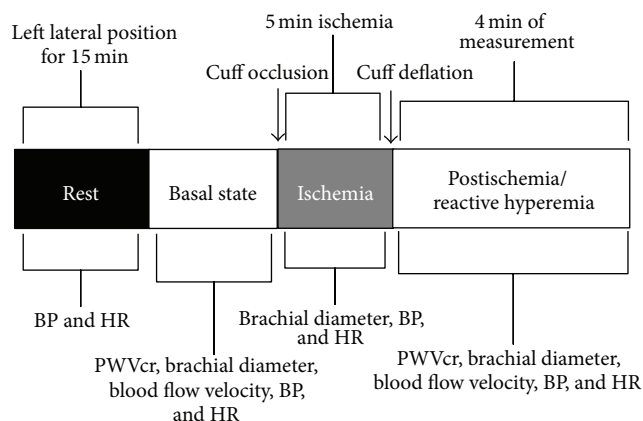 Left lateral position
for 15 min
5 min ischemia
4 min of
measurement
Cuff occlusion
Cuff deflation
Rest
Basal state
Ischemia
Postischemia/
reactive hyperemia
BP and HR
PWVcr, brachial diameter,
blood flow velocity, BP,
and HR
Brachial diameter, BP,
and HR
PWVcr, brachial diameter,
blood flow velocity, BP, and HR